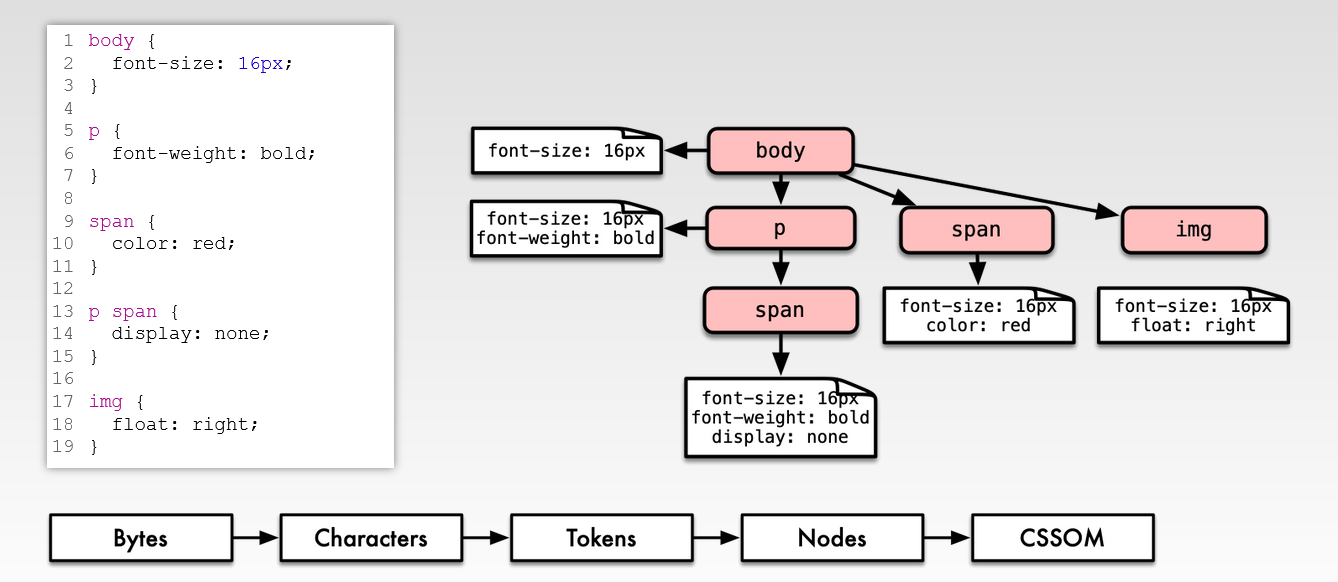 1 body {
2   font-size: 16px;
3 }
4
5 p {
6   font-weight: bold;
7 }
8
9 span {
10   color: red;
11 }
12
13 p span {
14   display: none;
15 }
16
17 img {
18   float: right;
19 }
font-size: 16px
body
font-size: 16px
font-weight: bold
p
span
img
span
font-size: 16px
color: red
font-size: 16px
float: right
font-size: 16px
font-weight: bold
display: none
Bytes
Characters
Tokens
Nodes
CSSOM